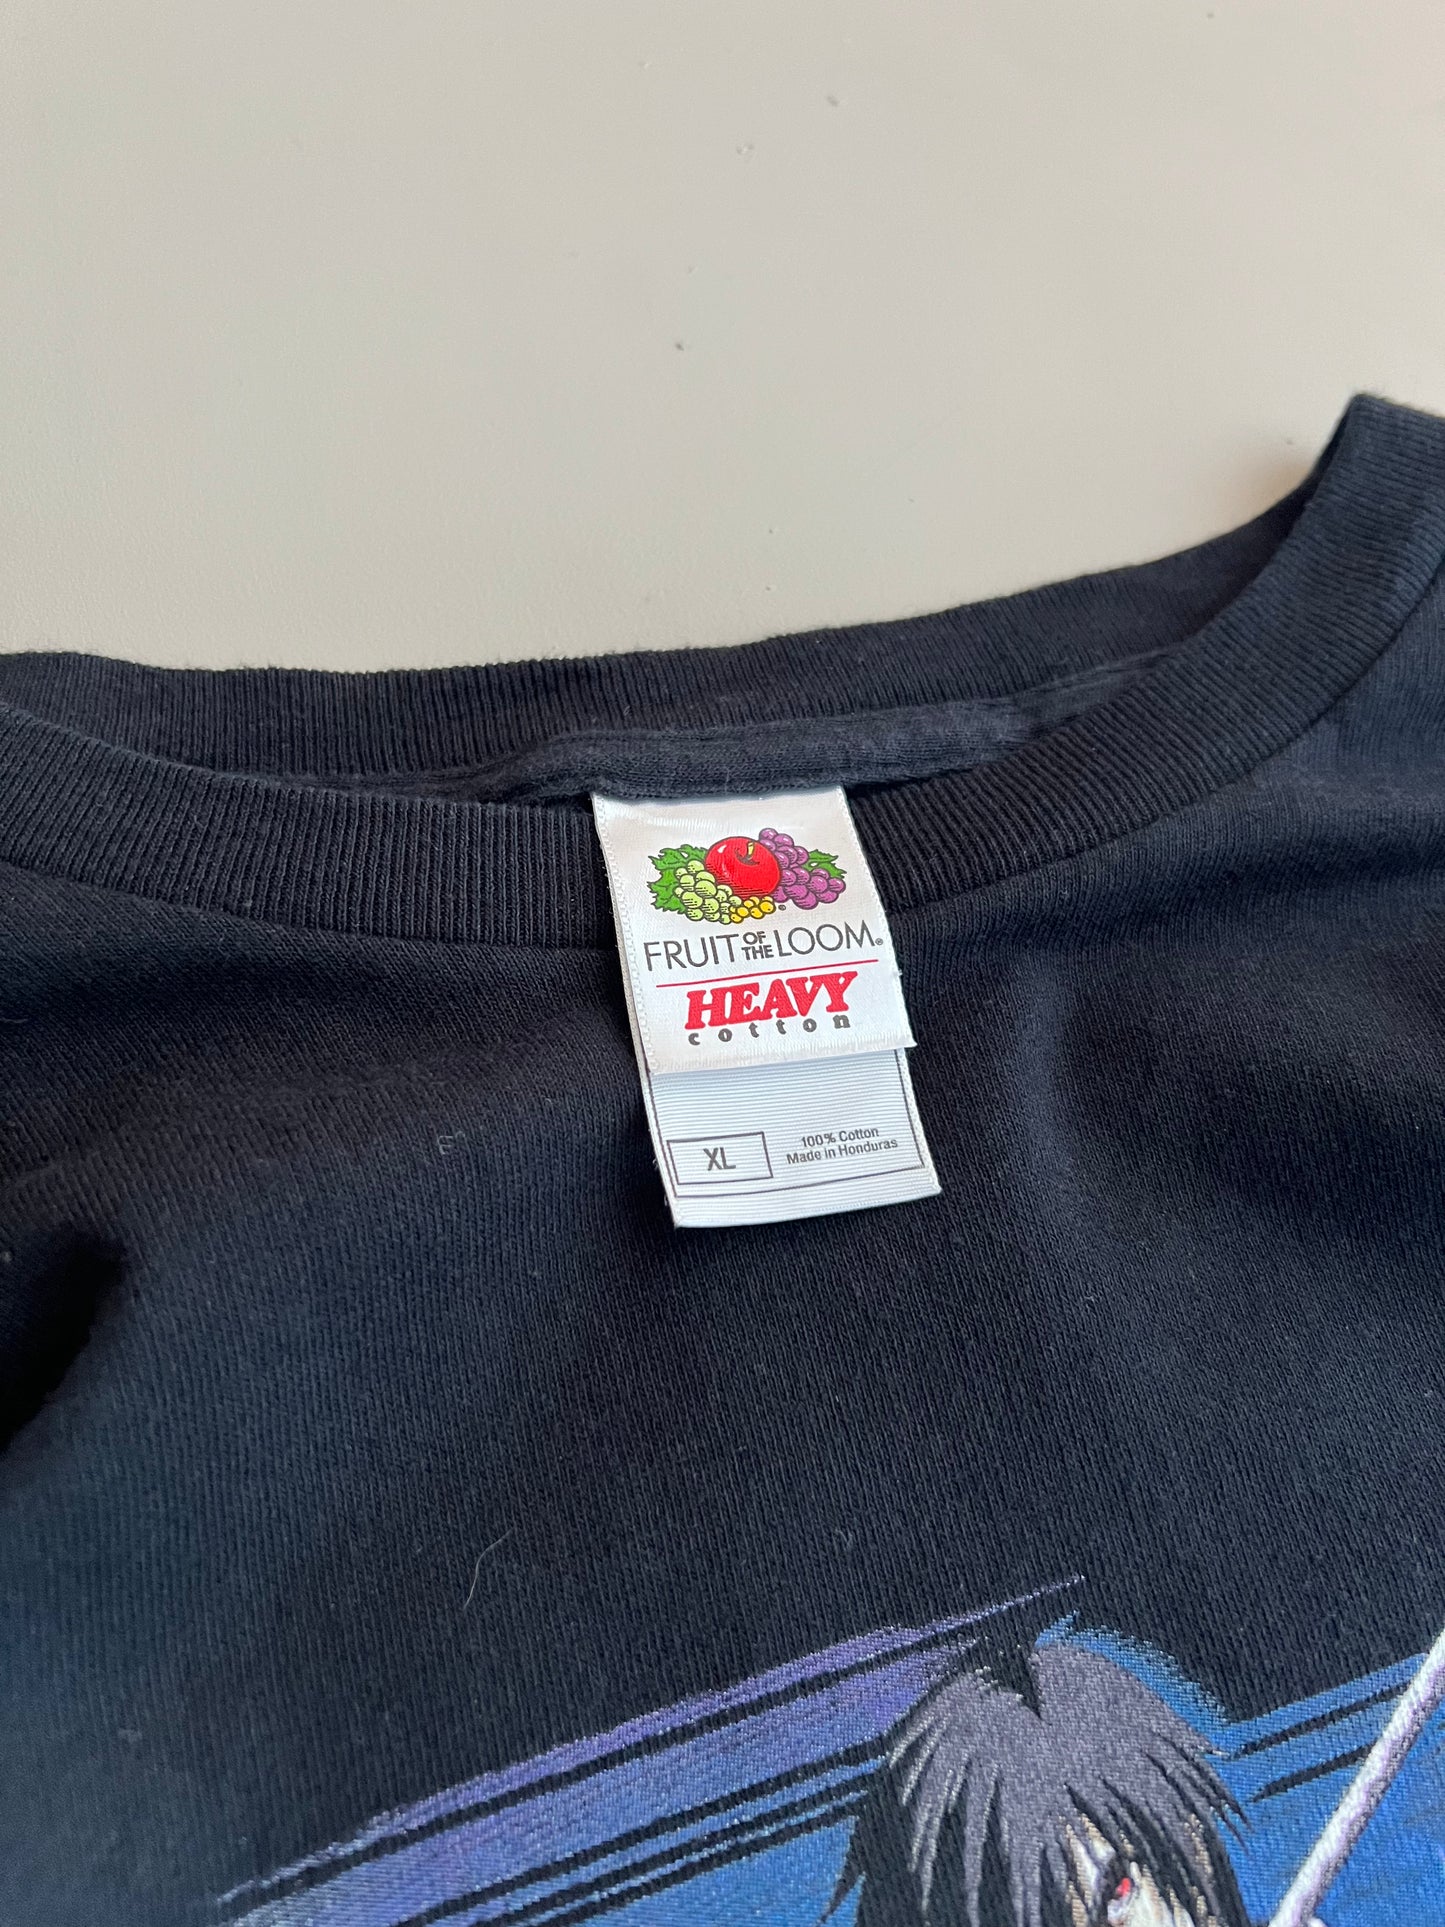 FRUIT OF THE LOOM®
HEAVY
cotton
XL
100% Cotton
Made in Honduras